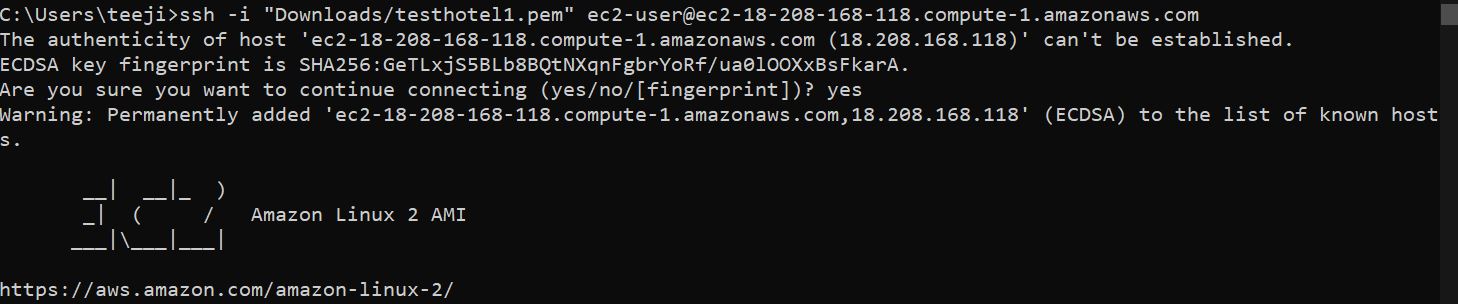 C:\Users\teeji>ssh -i "Downloads/testhotel1.pem" ec2-user@ec2-18-208-168-118.compute-1.amazonaws.com
The authenticity of host 'ec2-18-208-168-118.compute-1.amazonaws.com (18.208.168.118)' can't be established.
ECDSA key fingerprint is SHA256:GeTLxjS5BLb8BQtNXqnFgbrYoRf/ua0lOOXxBsFkarA.
Are you sure you want to continue connecting (yes/no/[fingerprint])? yes
Warning: Permanently added 'ec2-18-208-168-118.compute-1.amazonaws.com,18.208.168.118' (ECDSA) to the list of known host
s.
       __|  __|_  )
       _|  (     /   Amazon Linux 2 AMI
      ___|\___|___|
https://aws.amazon.com/amazon-linux-2/